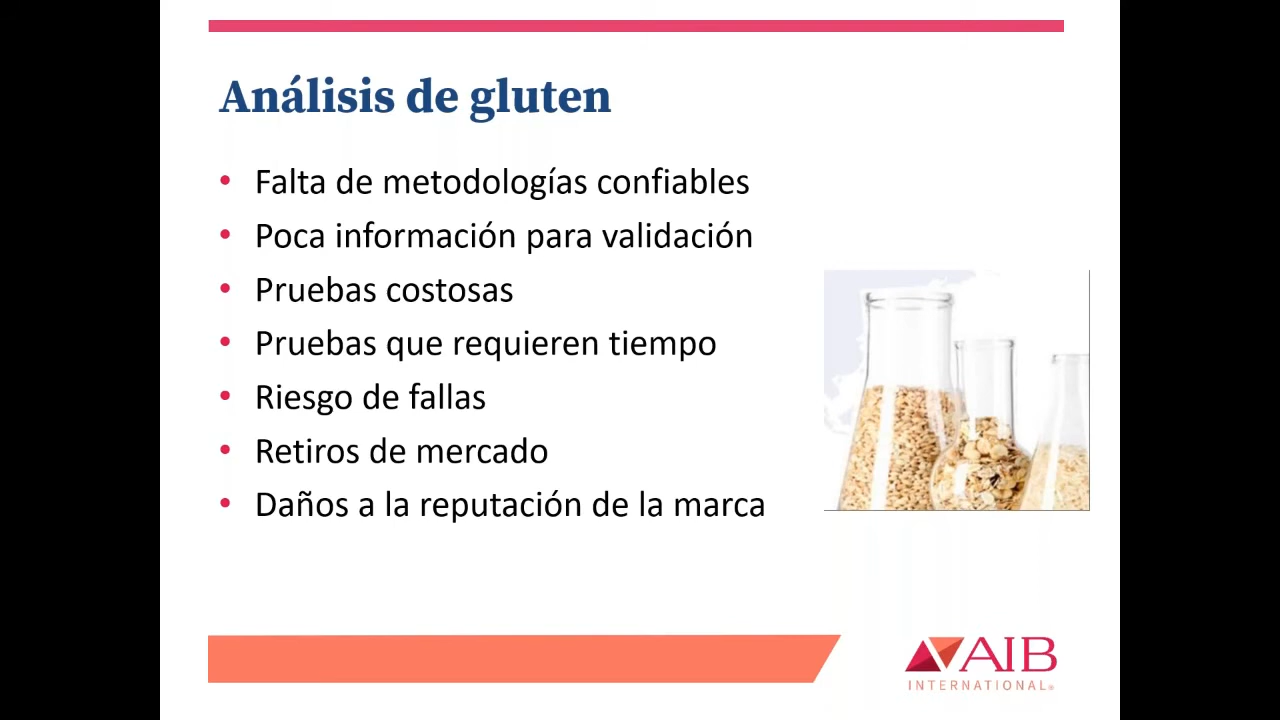 Análisis de gluten
• Falta de metodologías confiables
• Poca información para validación
• Pruebas costosas
• Pruebas que requieren tiempo
• Riesgo de fallas
• Retiros de mercado
• Daños a la reputación de la marca
AIB
INTERNATIONAL®